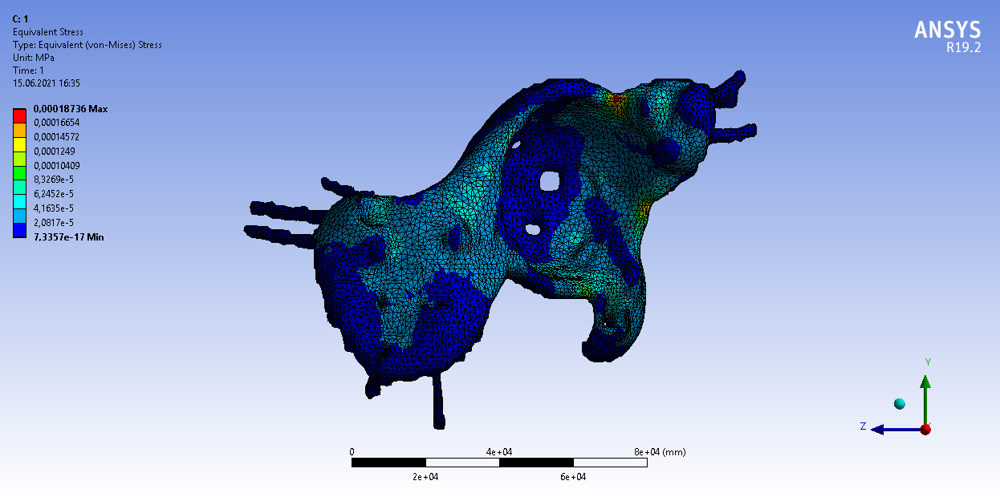 C: 1
Equivalent Stress
Type: Equivalent (von-Mises) Stress
Unit: MPa
Time: 1
15.06.2021 16:35
0,00018736 Max
0,00016654
0,00014572
0,0001249
0,00010409
8,3269e-5
6,2452e-5
4,1635e-5
2,0817e-5
7,3357e-17 Min
ANSYS
R19.2
Y
Z
X
0 4e+04 8e+04 (mm)
2e+04 6e+04